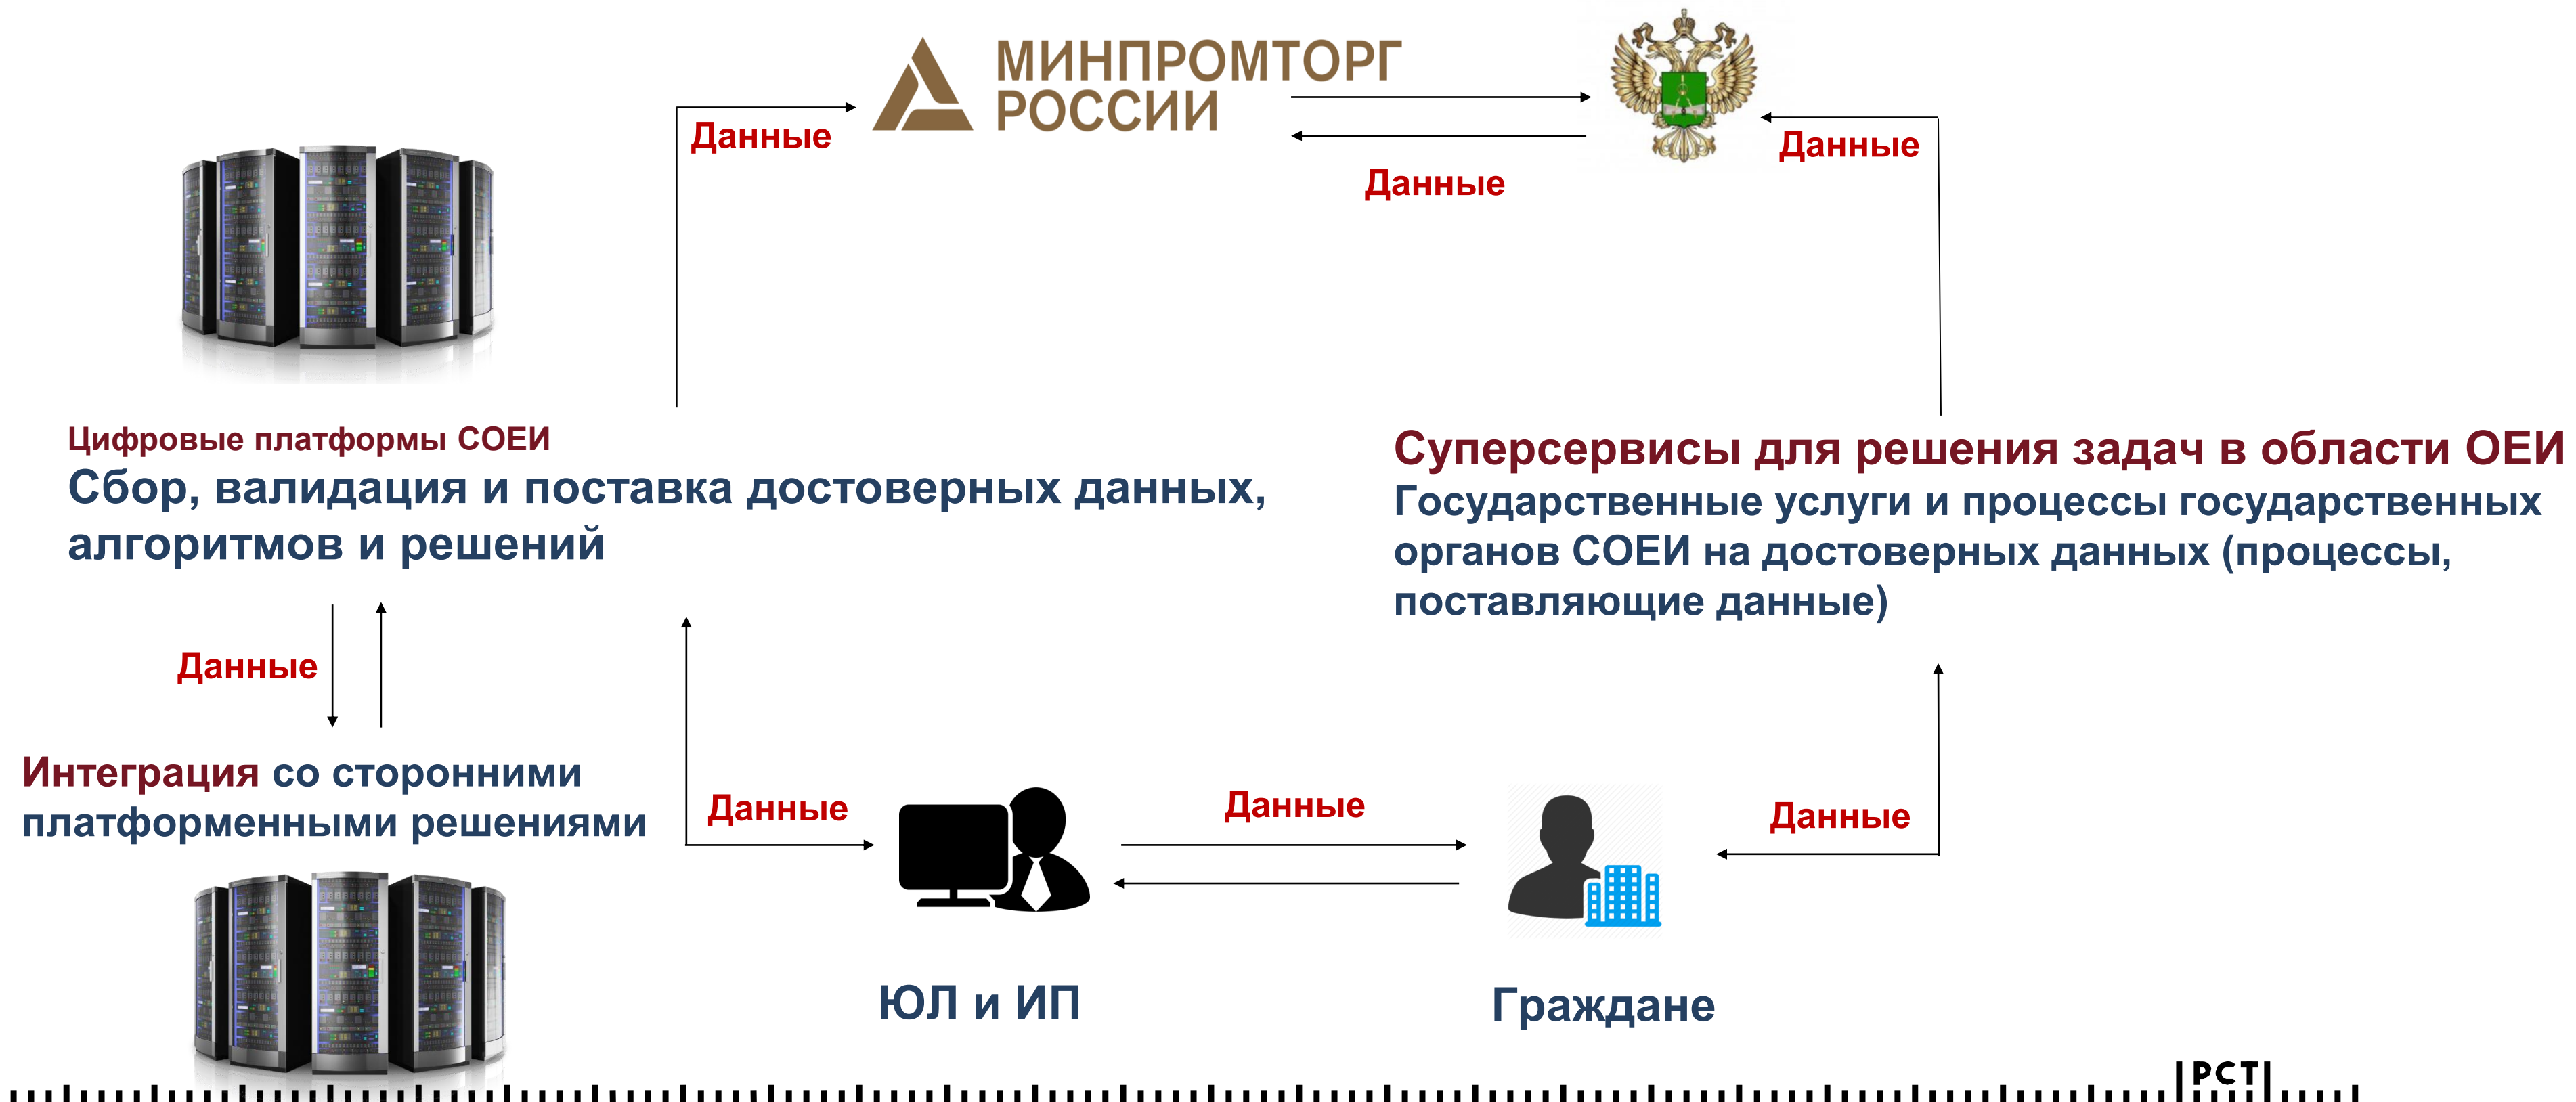 МИНПРОМТОРГ
РОССИИ
Данные
Данные
Данные
Цифровые платформы СОЕИ
Сбор, валидация и поставка достоверных данных,
алгоритмов и решений
Суперсервисы для решения задач в области ОЕИ
Государственные услуги и процессы государственных
органов СОЕИ на достоверных данных (процессы,
поставляющие данные)
Данные
Интеграция со сторонними
платформенными решениями
Данные
Данные
Данные
ЮЛ и ИП
Граждане
РСТ